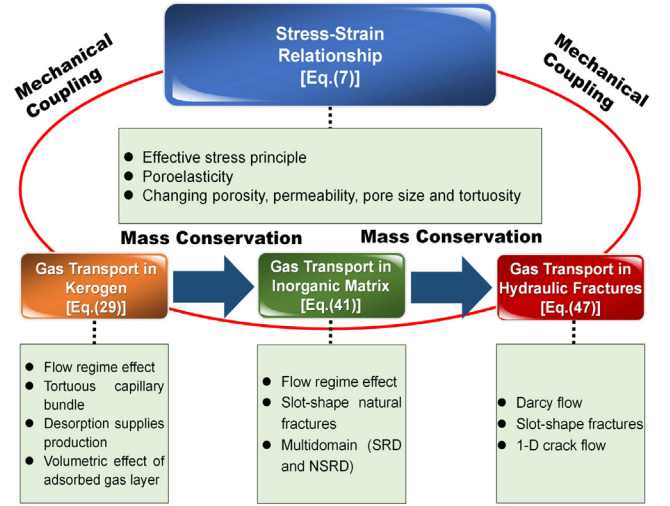 Stress-Strain
Relationship
[Eq.(7)]
Mechanical
Coupling
Mechanical
Coupling
● Effective stress principle
● Poroelasticity
● Changing porosity, permeability, pore size and tortuosity
Mass Conservation
Mass Conservation
Gas Transport in
Kerogen
[Eq.(29)]
Gas Transport in
Inorganic Matrix
[Eq.(41)]
Gas Transport in
Hydraulic Fractures
[Eq.(47)]
● Flow regime effect
● Tortuous capillary
bundle
● Desorption supplies
production
● Volumetric effect of
adsorbed gas layer
● Flow regime effect
● Slot-shape natural
fractures
● Multidomain (SRD
and NSRD)
● Darcy flow
● Slot-shape fractures
● 1-D crack flow